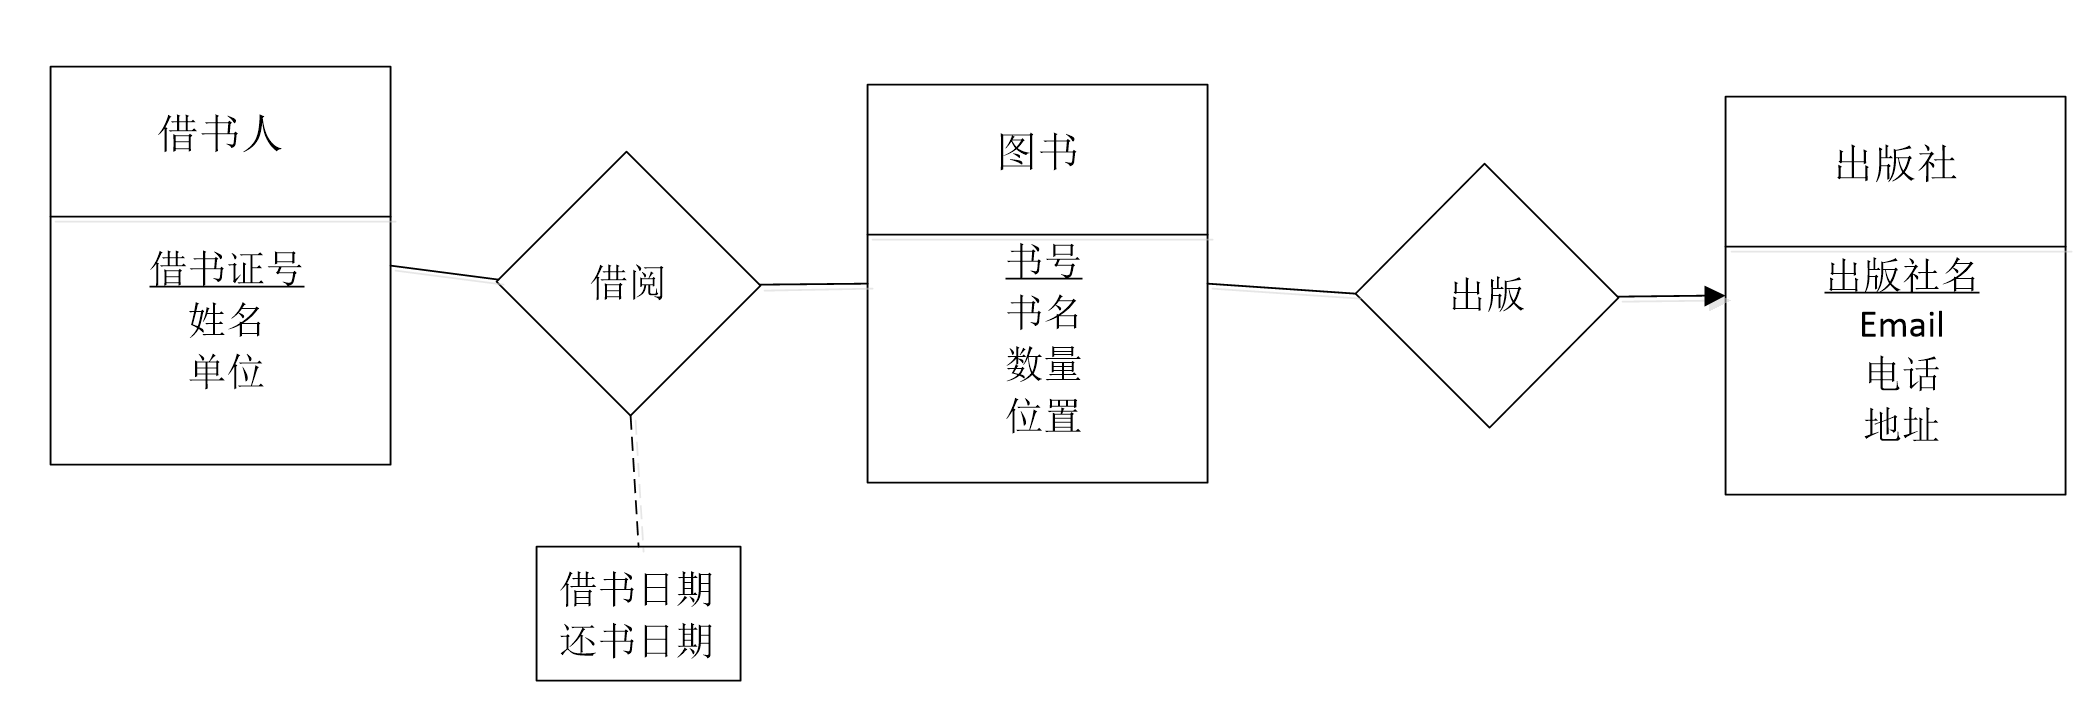 借书人
借书证号
姓名
单位
借阅
借书日期
还书日期
图书
书号
书名
数量
位置
出版
出版社
出版社名
Email
电话
地址